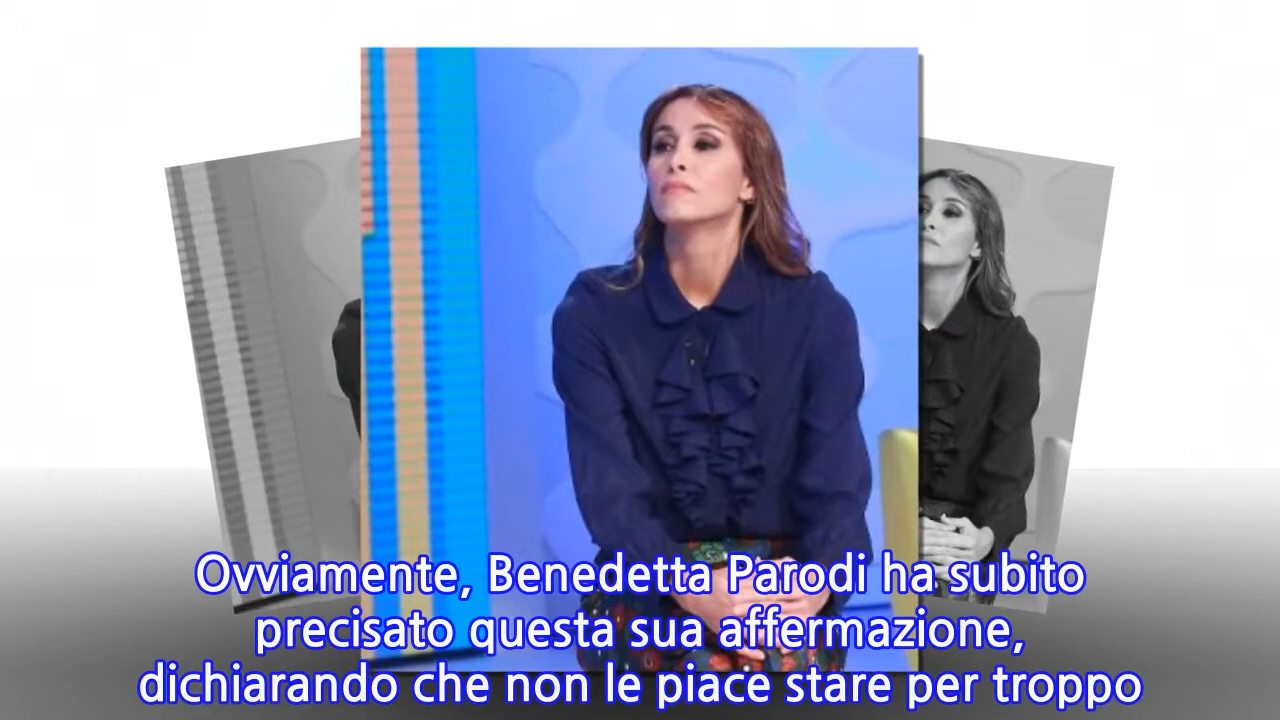 Ovviamente, Benedetta Parodi ha subito
precisato questa sua affermazione,
dichiarando che non le piace stare per troppo